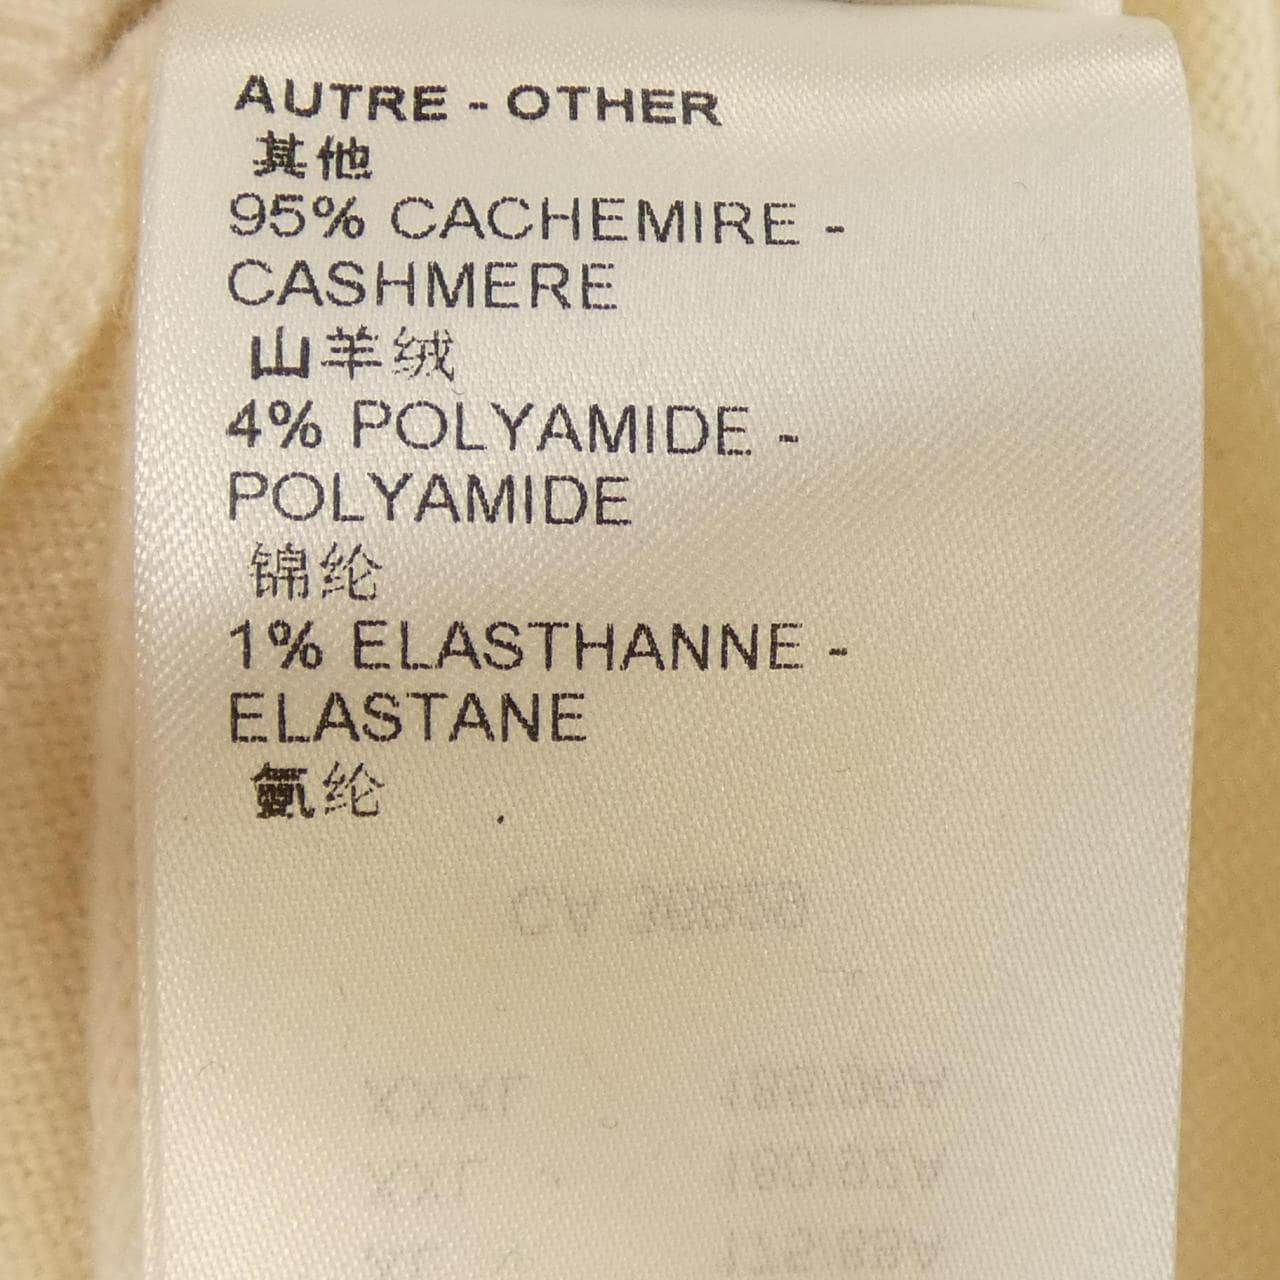 AUTRE - OTHER
其他
95% CACHEMIRE -
CASHMERE
山羊绒
4% POLYAMIDE -
POLYAMIDE
锦纶
1% ELASTHANNE -
ELASTANE
氨纶